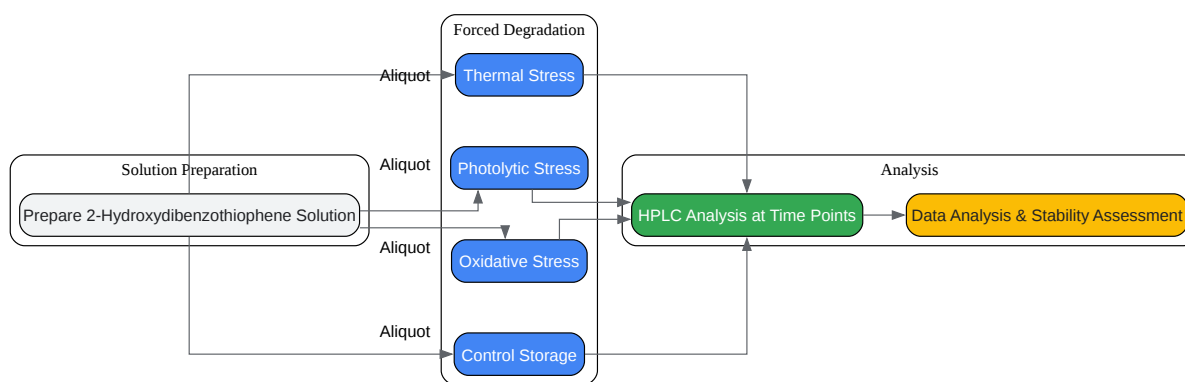 Forced Degradation
Aliquot
Thermal Stress
Solution Preparation
Aliquot
Photolytic Stress
Analysis
Prepare 2-Hydroxydibenzothiophene Solution
HPLC Analysis at Time Points
Data Analysis & Stability Assessment
Aliquot
Oxidative Stress
Aliquot
Control Storage